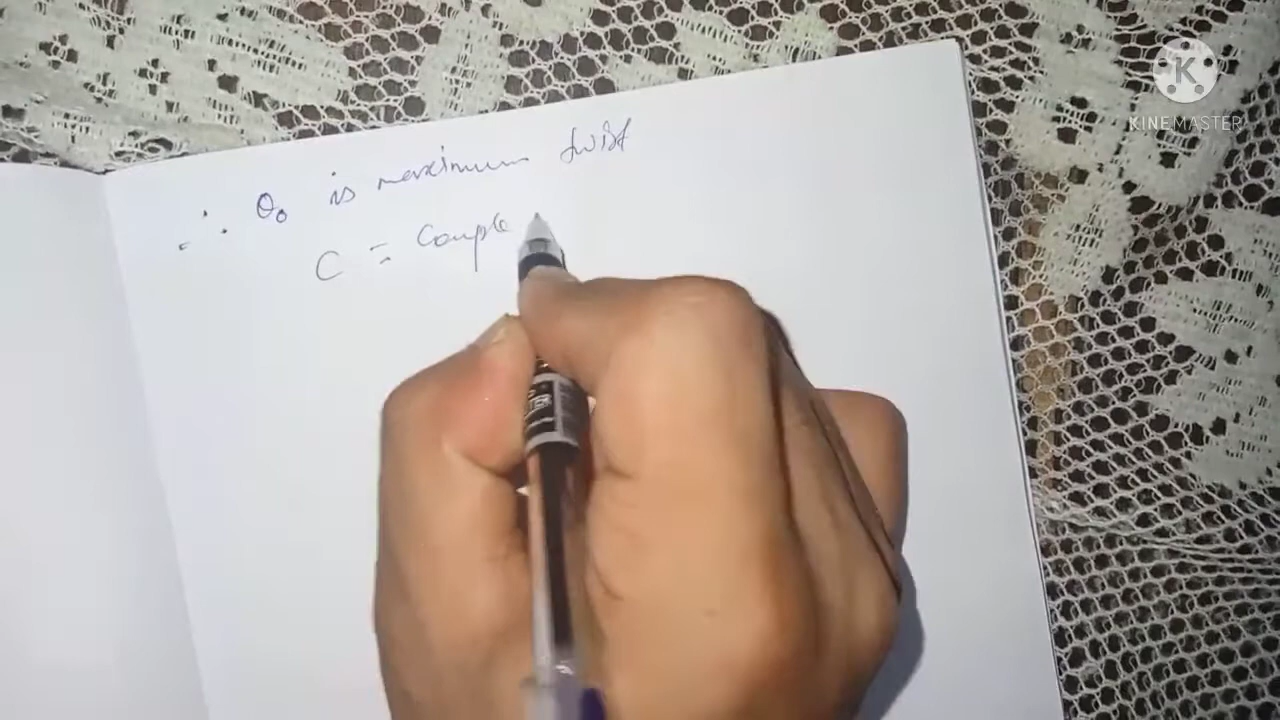 ∴ θ₀ is maximum twist
C = Couple
K
KINEMASTER